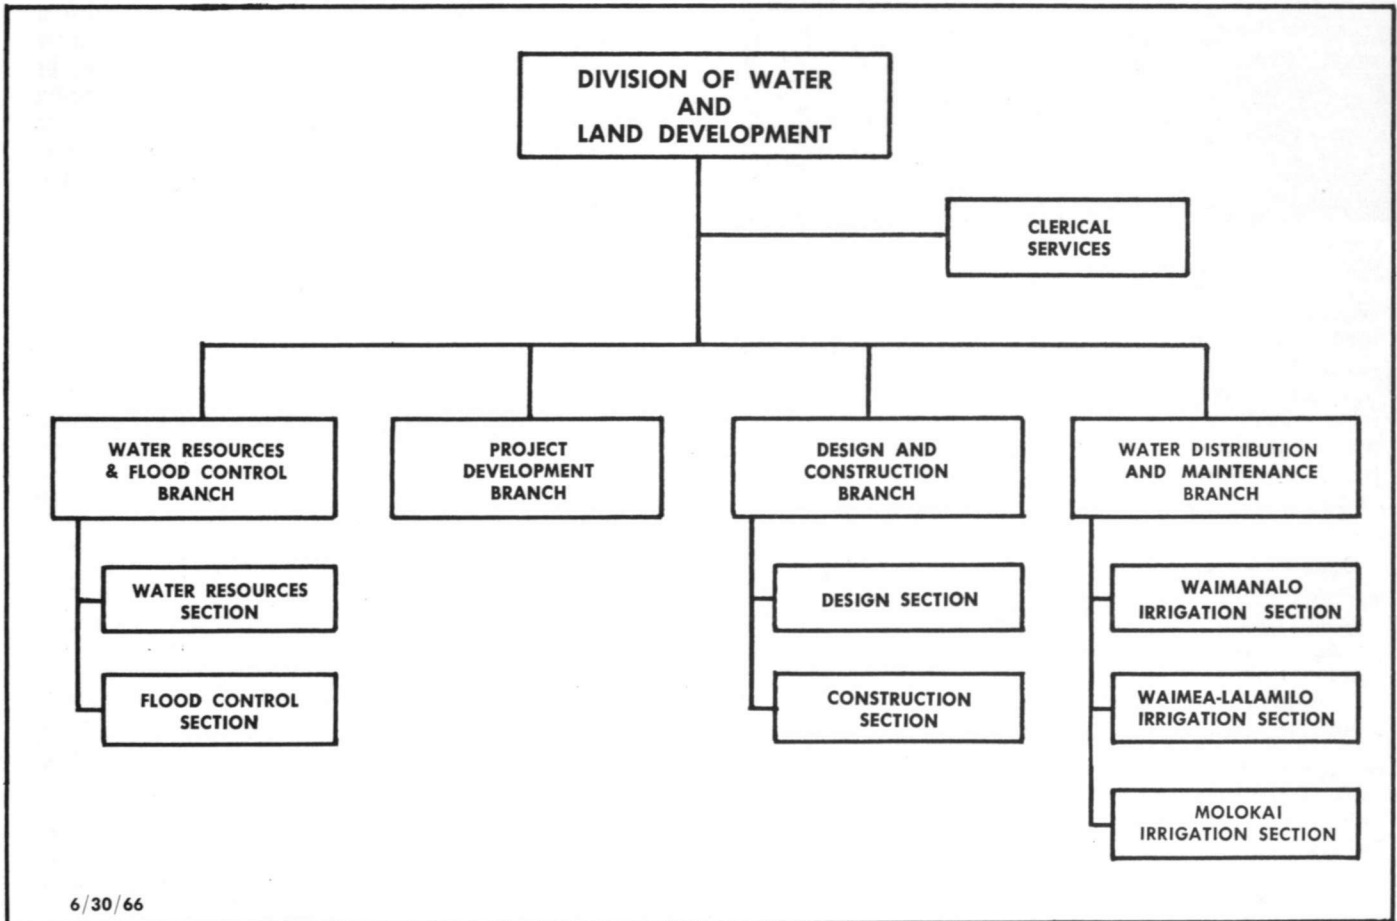 DIVISION OF WATER
AND
LAND DEVELOPMENT
CLERICAL
SERVICES
WATER RESOURCES
& FLOOD CONTROL
BRANCH
PROJECT
DEVELOPMENT
BRANCH
DESIGN AND
CONSTRUCTION
BRANCH
WATER DISTRIBUTION
AND MAINTENANCE
BRANCH
WATER RESOURCES
SECTION
FLOOD CONTROL
SECTION
DESIGN SECTION
CONSTRUCTION
SECTION
WAIMANALO
IRRIGATION SECTION
WAIMEA-LALAMILO
IRRIGATION SECTION
MOLOKAI
IRRIGATION SECTION
6/30/66